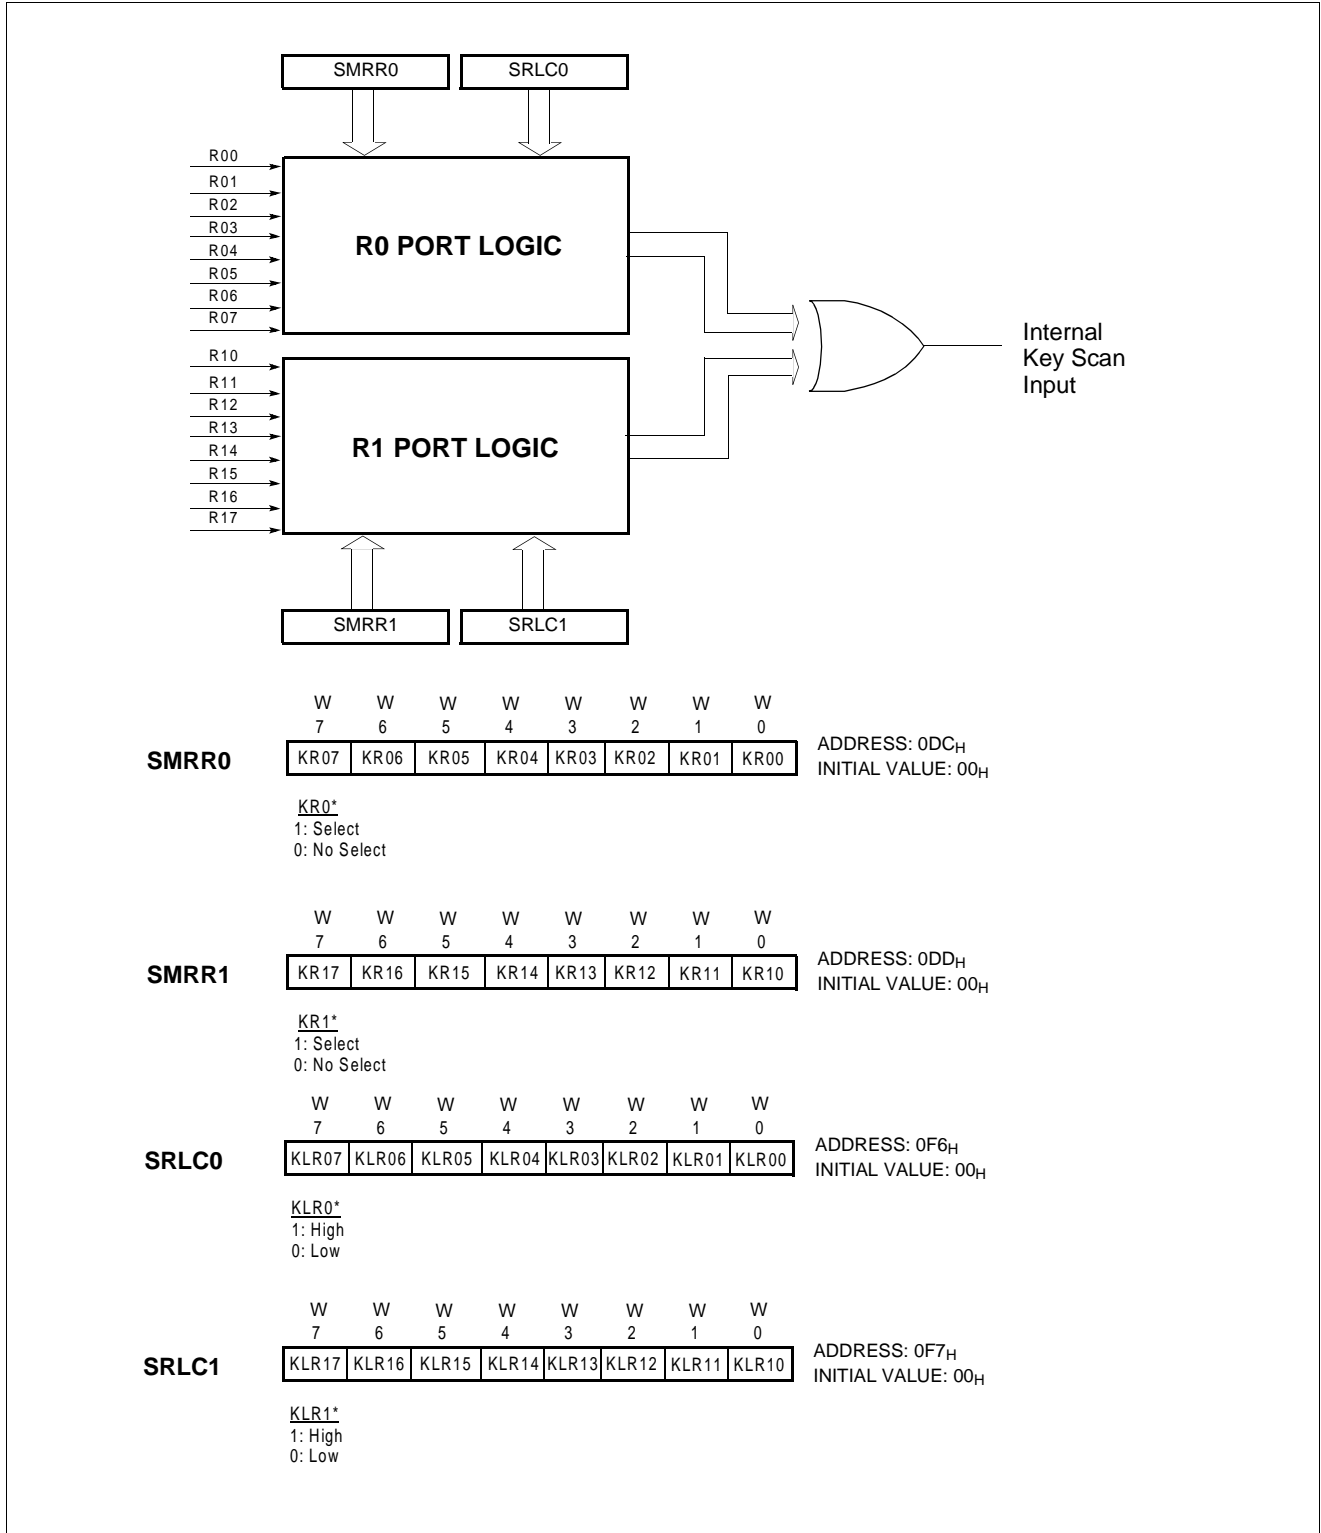 SMRR0 SRLC0
R00
R01
R02
R03
R04
R05
R06
R07
R0 PORT LOGIC
R10
R11
R12
R13
R14
R15
R16
R17
R1 PORT LOGIC
Internal
Key Scan
Input
SMRR1 SRLC1
W W W W W W W W
7 6 5 4 3 2 1 0
SMRR0 KR07 KR06 KR05 KR04 KR03 KR02 KR01 KR00
ADDRESS: 0DCH
INITIAL VALUE: 00H
KR0*
1: Select
0: No Select
W W W W W W W W
7 6 5 4 3 2 1 0
SMRR1 KR17 KR16 KR15 KR14 KR13 KR12 KR11 KR10
ADDRESS: 0DDH
INITIAL VALUE: 00H
KR1*
1: Select
0: No Select
W W W W W W W W
7 6 5 4 3 2 1 0
SRLC0 KLR07 KLR06 KLR05 KLR04 KLR03 KLR02 KLR01 KLR00
ADDRESS: 0F6H
INITIAL VALUE: 00H
KLR0*
1: High
0: Low
W W W W W W W W
7 6 5 4 3 2 1 0
SRLC1 KLR17 KLR16 KLR15 KLR14 KLR13 KLR12 KLR11 KLR10
ADDRESS: 0F7H
INITIAL VALUE: 00H
KLR1*
1: High
0: Low